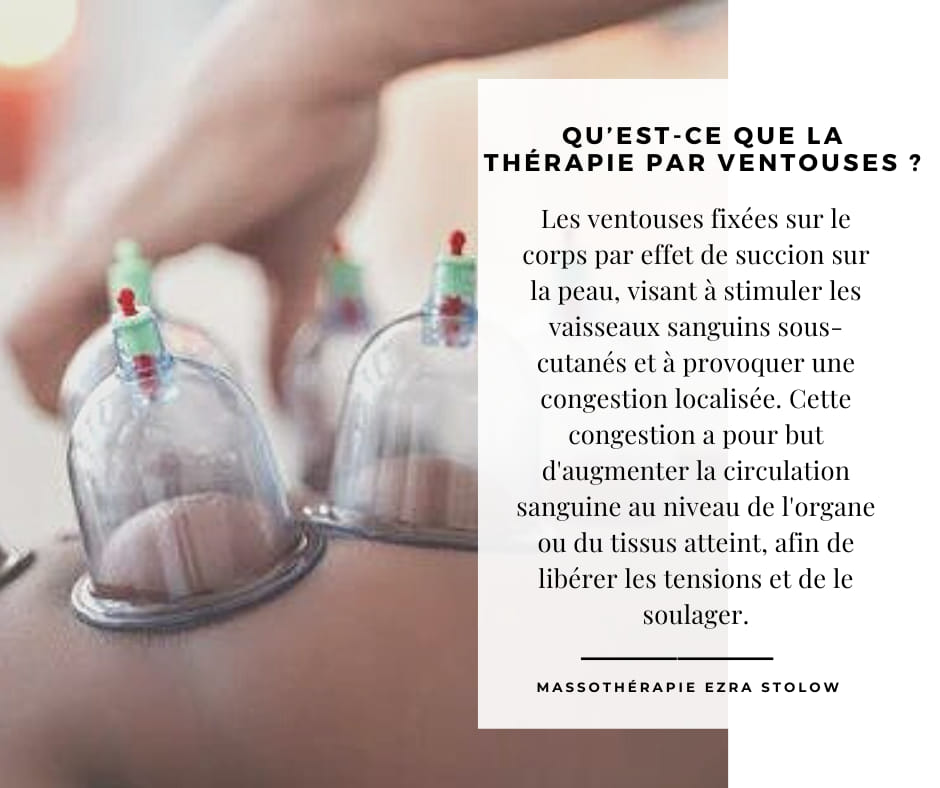 QU’EST-CE QUE LA
THÉRAPIE PAR VENTOUSES ?
Les ventouses fixées sur le
corps par effet de succion sur
la peau, visant à stimuler les
vaisseaux sanguins sous-
cutanés et à provoquer une
congestion localisée. Cette
congestion a pour but
d'augmenter la circulation
sanguine au niveau de l'organe
ou du tissus atteint, afin de
libérer les tensions et de le
soulager.
MASSOTHÉRAPIE EZRA STOLOW